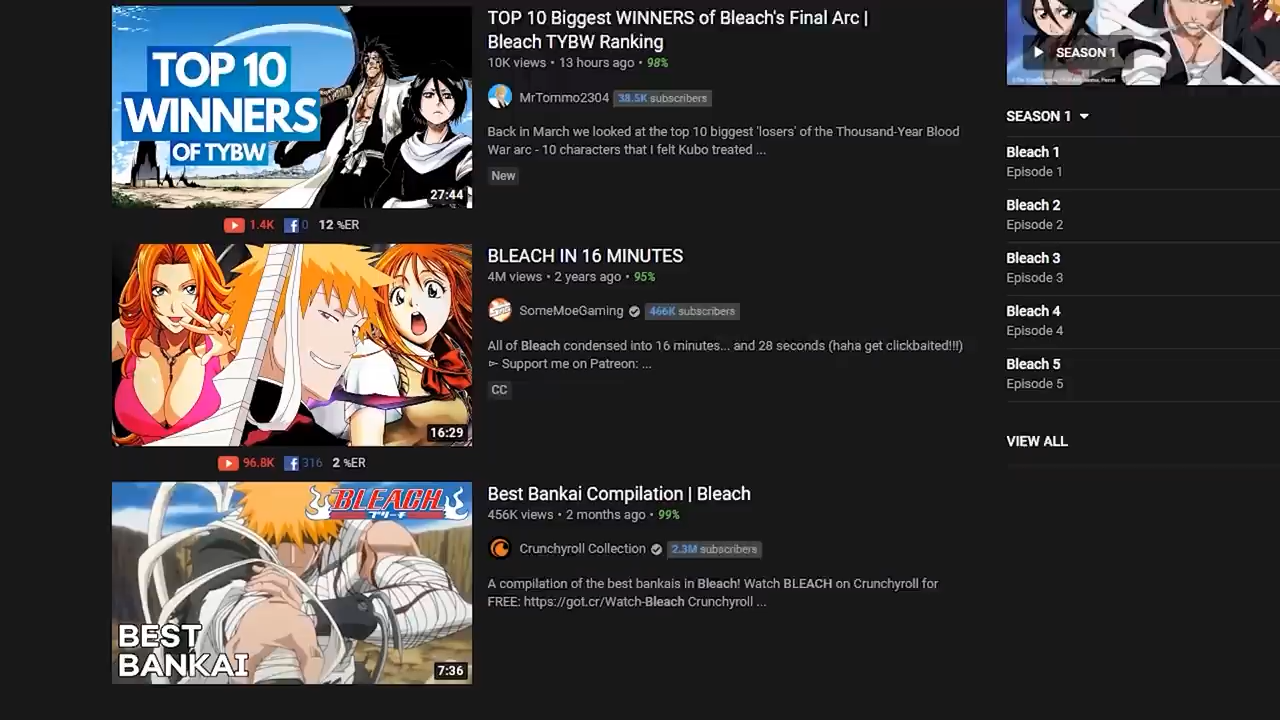 TOP 10
WINNERS
OF TYBW
27:44
1.4K 0 12 %ER
TOP 10 Biggest WINNERS of Bleach's Final Arc |
Bleach TYBW Ranking
10K views • 13 hours ago • 98%
MrTommo2304 38.5K subscribers
Back in March we looked at the top 10 biggest 'losers' of the Thousand-Year Blood
War arc - 10 characters that I felt Kubo treated ...
New
16:29
96.8K 316 2 %ER
BLEACH IN 16 MINUTES
4M views • 2 years ago • 95%
SomeMoeGaming 466K subscribers
All of Bleach condensed into 16 minutes... and 28 seconds (haha get clickbaited!!!)
► Support me on Patreon: ...
CC
BLEACH
ブリーチ
BEST
BANKAI
7:36
Best Bankai Compilation | Bleach
456K views • 2 months ago • 99%
Crunchyroll Collection 2.3M subscribers
A compilation of the best bankais in Bleach! Watch BLEACH on Crunchyroll for
FREE: https://got.cr/Watch-Bleach Crunchyroll ...
SEASON 1
SEASON 1
Bleach 1
Episode 1
Bleach 2
Episode 2
Bleach 3
Episode 3
Bleach 4
Episode 4
Bleach 5
Episode 5
VIEW ALL